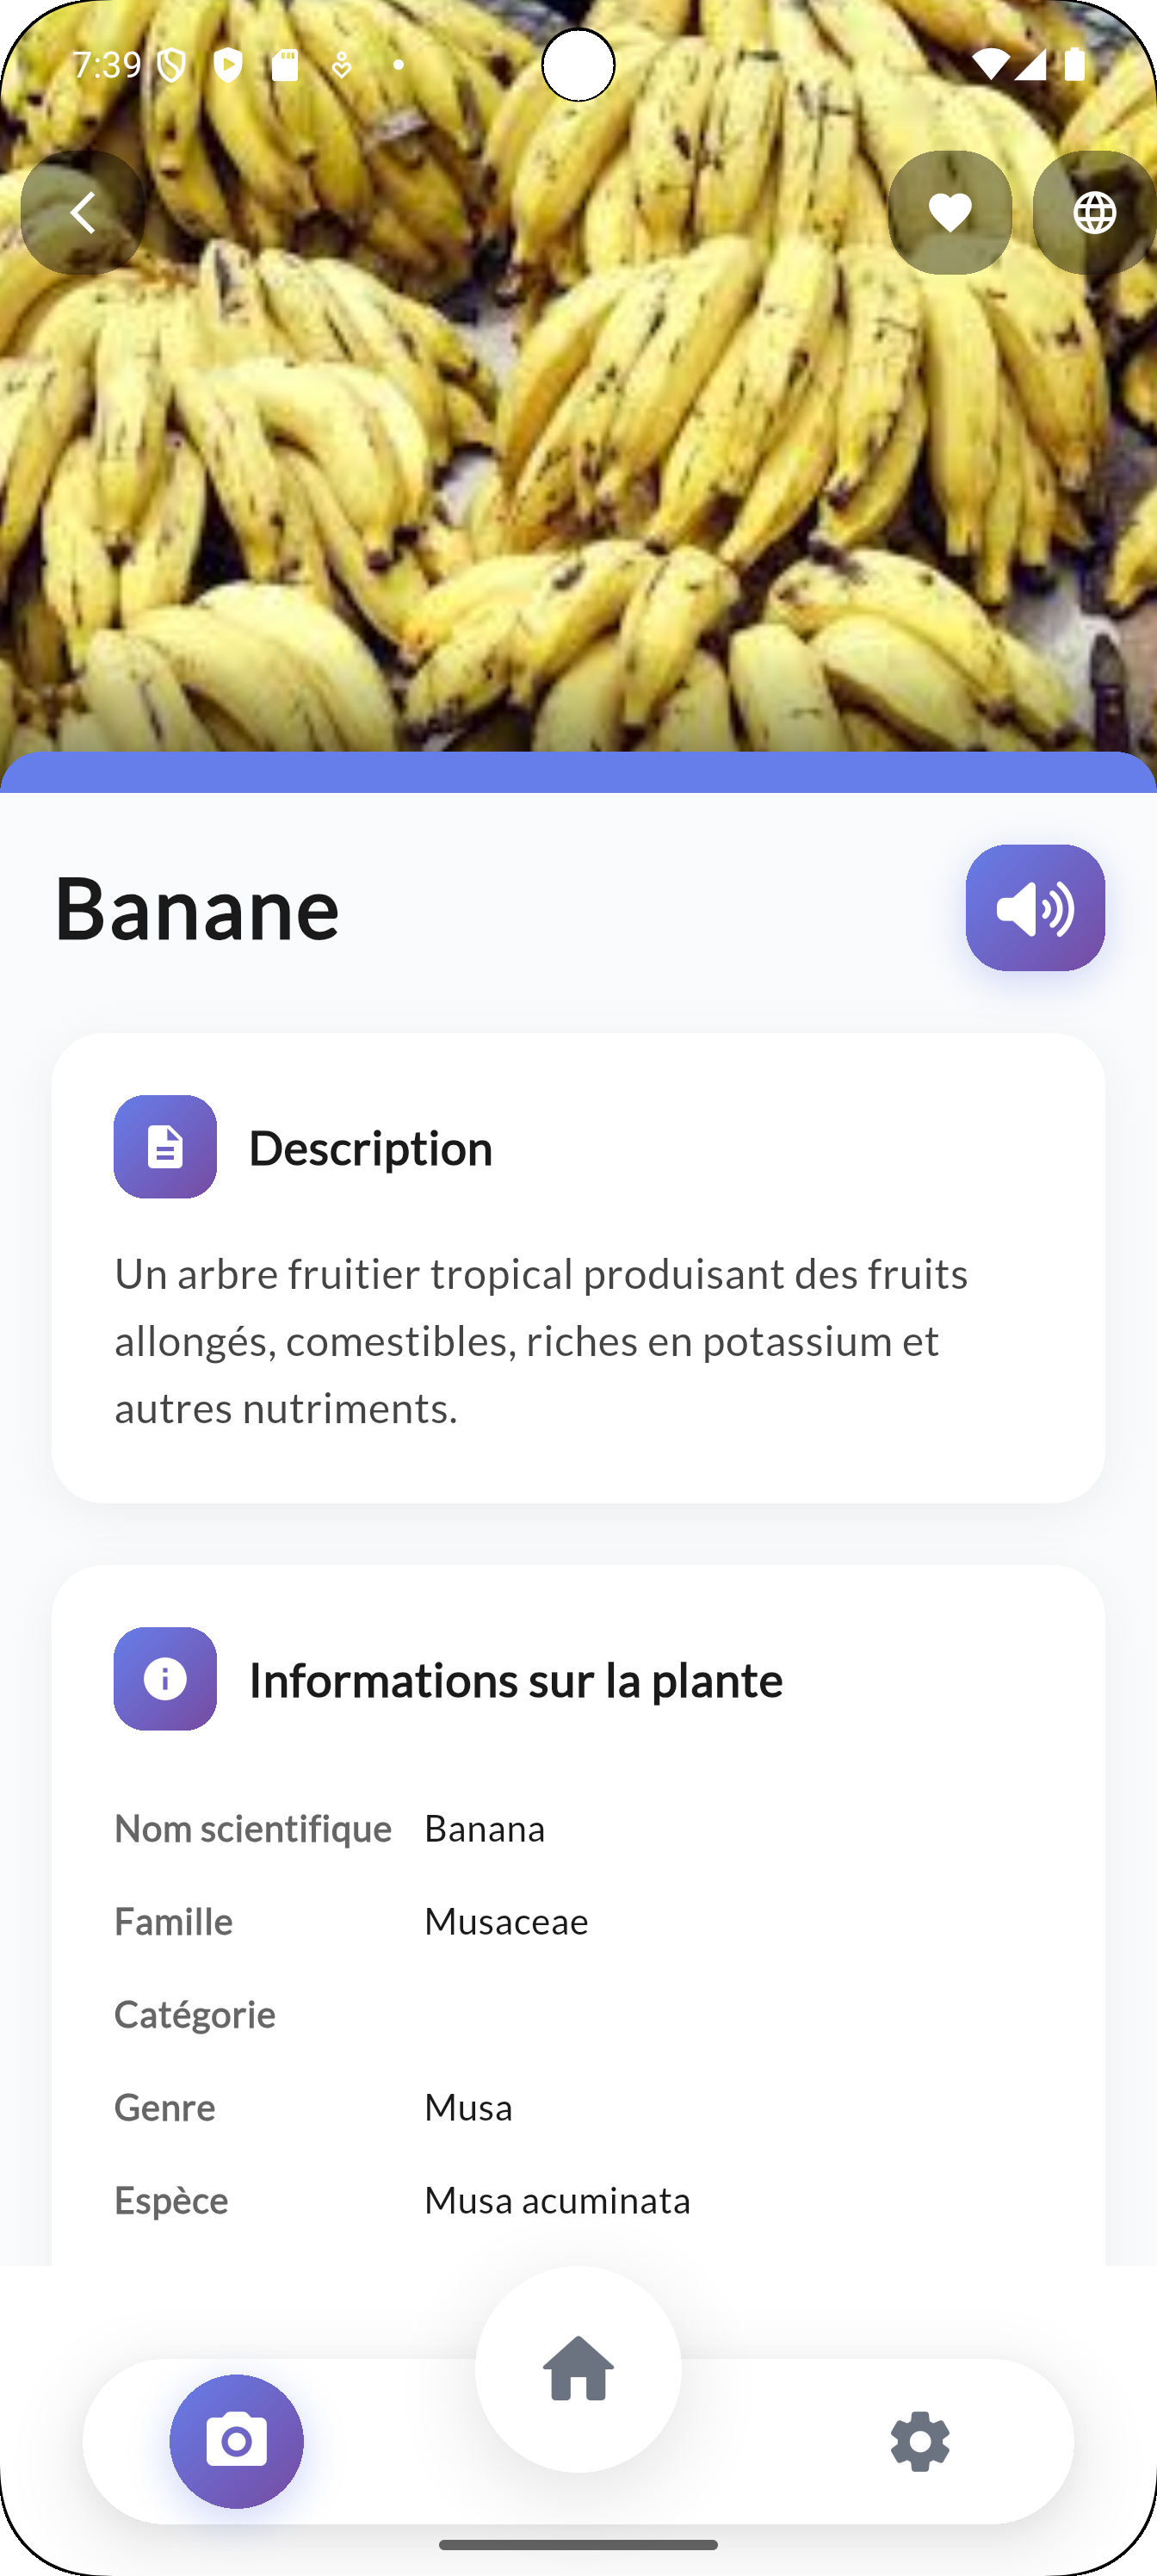 7:39
Banane
Description
Un arbre fruitier tropical produisant des fruits
allongés, comestibles, riches en potassium et
autres nutriments.
Informations sur la plante
Nom scientifique Banana
Famille Musaceae
Catégorie
Genre Musa
Espèce Musa acuminata